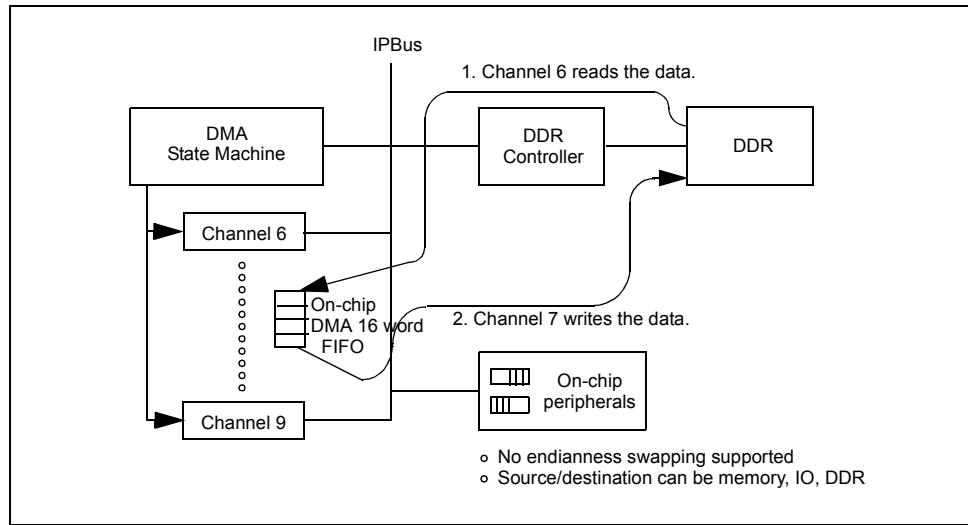 IPBus
1. Channel 6 reads the data.
DMA
State Machine
DDR
Controller
DDR
Channel 6
On-chip
DMA 16 word
FIFO
2. Channel 7 writes the data.
On-chip
peripherals
Channel 9
No endianness swapping supported
Source/destination can be memory, IO, DDR